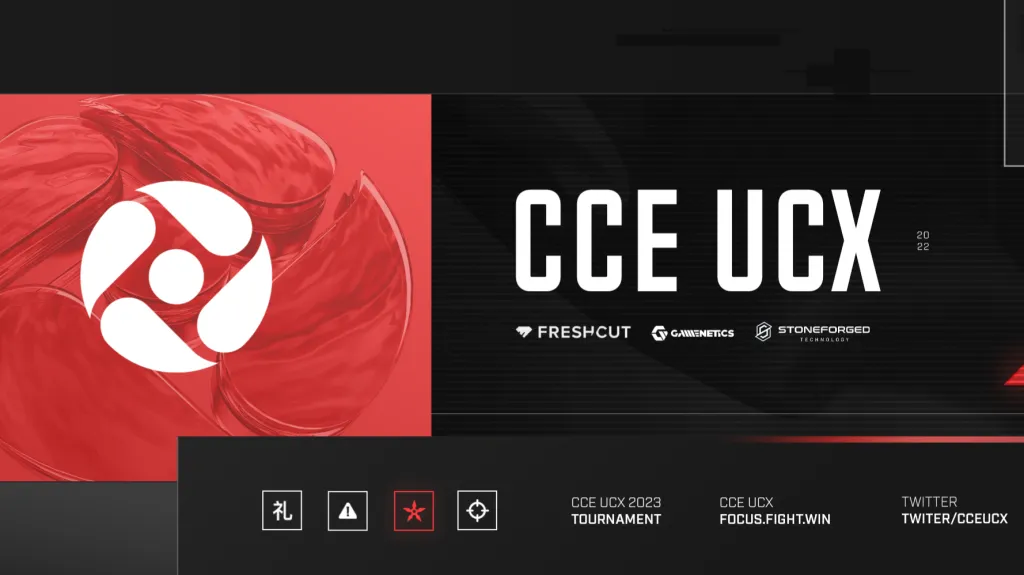 CCE UCX
20
22
FRESHCUT
GAMENETICS
STONEFORGED
TECHNOLOGY
礼
CCE UCX 2023
TOURNAMENT
CCE UCX
FOCUS.FIGHT.WIN
TWITTER
TWITER/CCEUCX